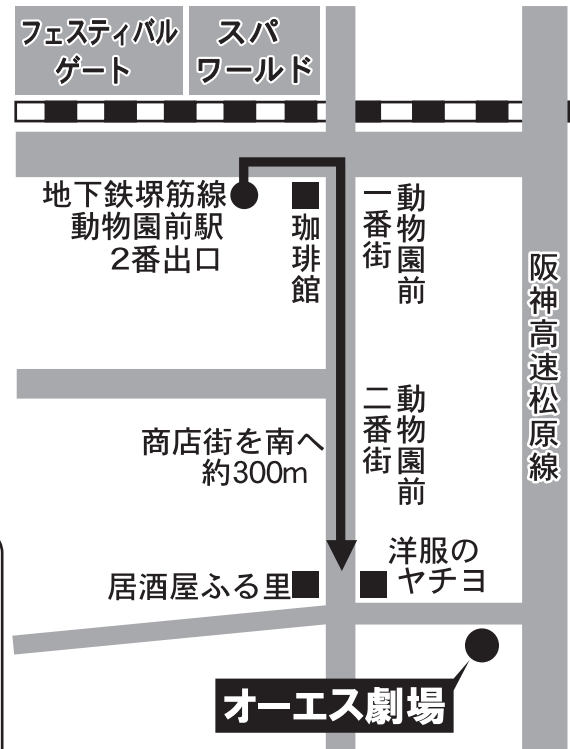 フェスティバル
ゲート
スパ
ワールド
地下鉄堺筋線
動物園前駅
2番出口
珈琲館
動物園前
一番街
阪神高速松原線
動物園前
二番街
商店街を南へ
約300m
洋服の
ヤチヨ
居酒屋ふる里
オーエス劇場